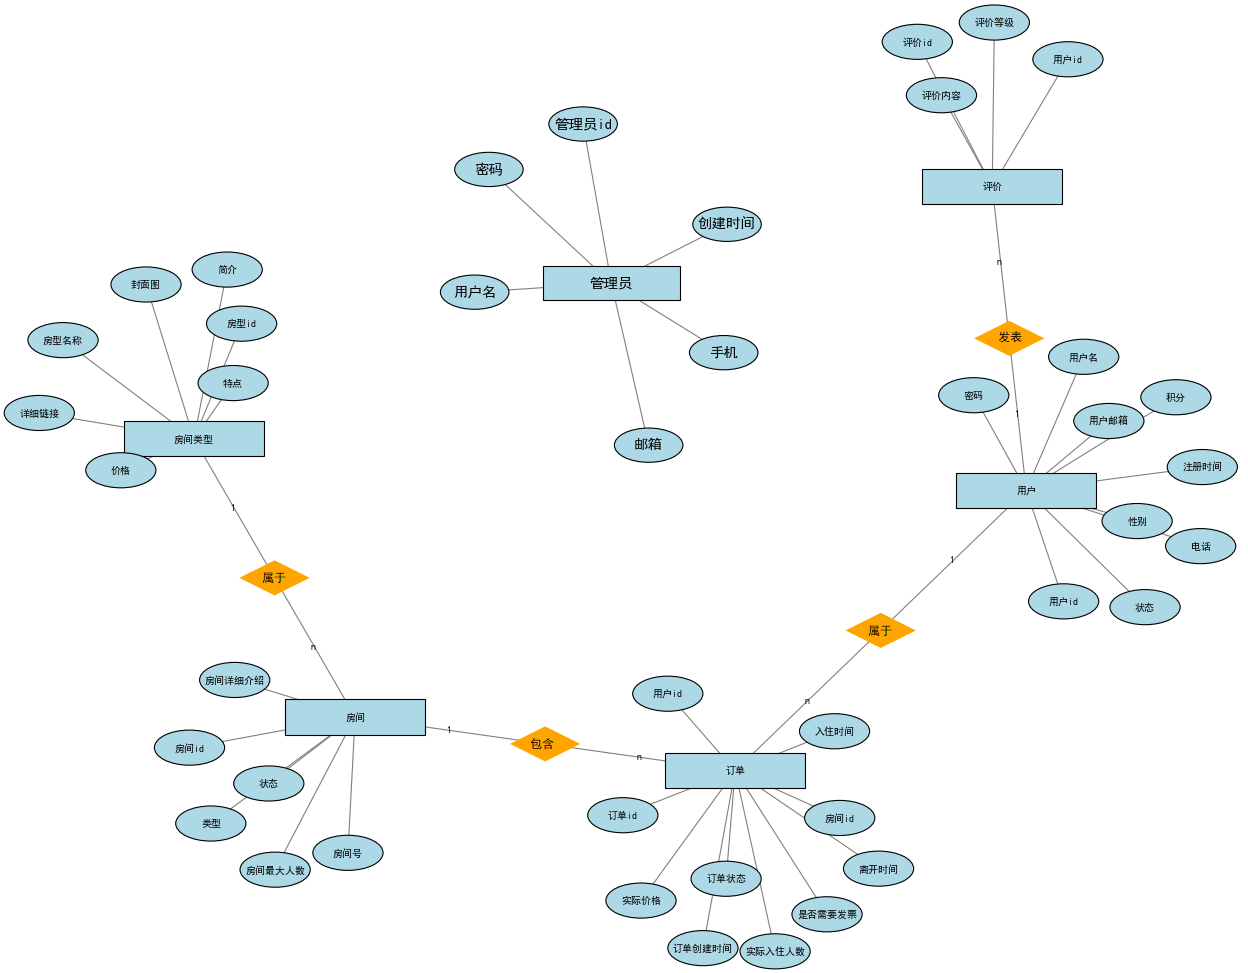 评价等级
评价id
用户id
评价内容
管理员id
密码
评价
创建时间
n
简介
封面图
管理员
用户名
房型id
发表
房型名称
手机
用户名
特点
密码
积分
详细链接
1
用户邮箱
房间类型
邮箱
注册时间
价格
用户
1
性别
电话
1
属于
用户id
状态
属于
n
房间详细介绍
用户id
n
房间
1
入住时间
包含
房间id
n
订单
状态
订单id
房间id
类型
房间号
房间最大人数
离开时间
订单状态
实际价格
是否需要发票
订单创建时间
实际入住人数